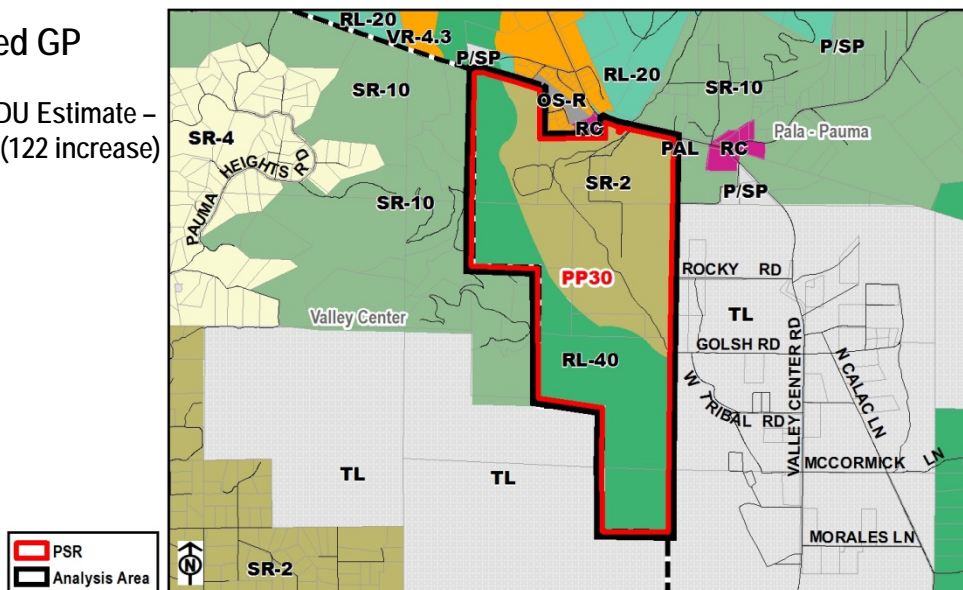 ed GP
DU Estimate –
(122 increase)
RL-20
VR-4.3
P/SP
P/SP
SR-10
RL-20
SR-10
OS-R
SR-4
RC
PAL
RC
Pala - Pauma
PAUMA HEIGHTS RD
SR-10
SR-2
P/SP
PP30
ROCKY RD
Valley Center
TL
GOLSH RD
RL-40
W TRIBAL RD
VALLEY CENTER RD
N CALAC LN
MCCORMICK LN
TL
TL
MORALES LN
SR-2
N
PSR
Analysis Area